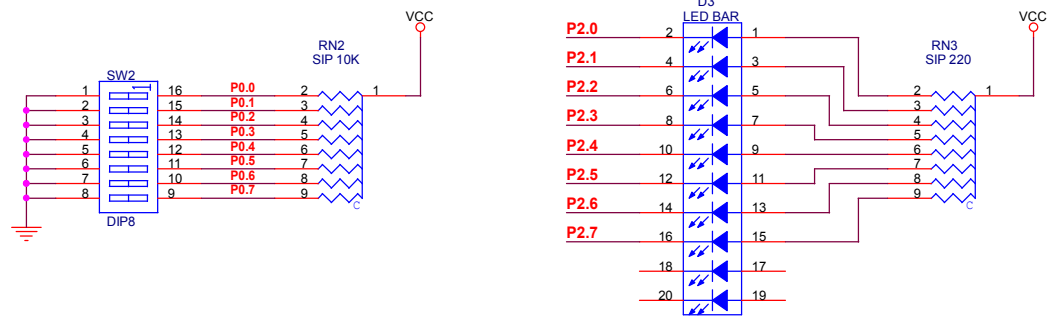 VCC
RN2
SIP 10K
SW2
1 16 P0.0 2 1
2 15 P0.1 3
3 14 P0.2 4
4 13 P0.3 5
5 12 P0.4 6
6 11 P0.5 7
7 10 P0.6 8
8 9 P0.7 9
C
DIP8
D3
LED BAR
VCC
RN3
SIP 220
P2.0 2 1
P2.1 4 3
P2.2 6 5
P2.3 8 7
P2.4 10 9
P2.5 12 11
P2.6 14 13
P2.7 16 15
18 17
20 19
2 1
3
4
5
6
7
8
9
C